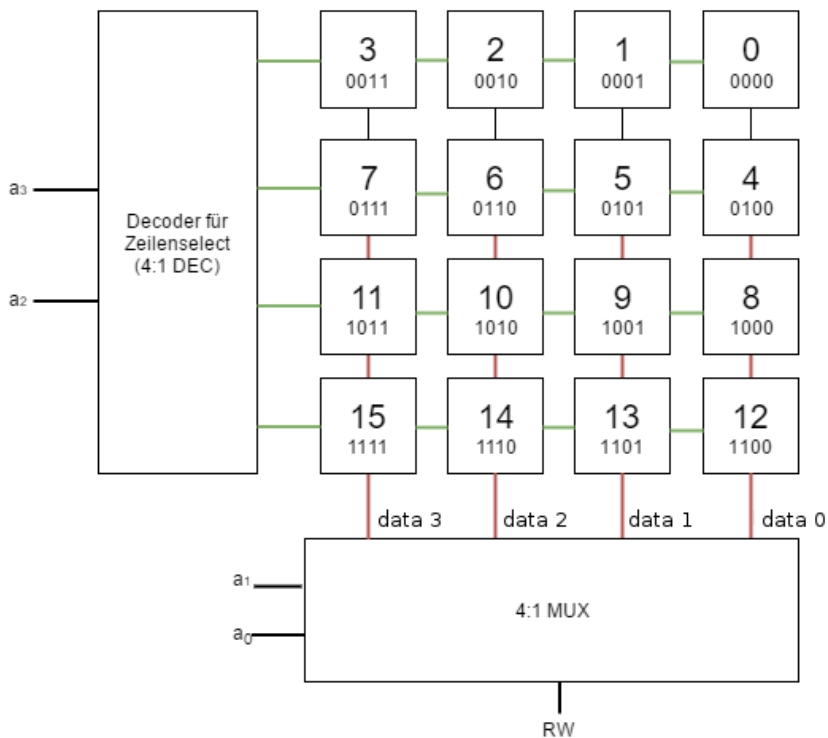 3 2 1 0
0011 0010 0001 0000
a3
7 6 5 4
0111 0110 0101 0100
Decoder für
Zeilenselect
(4:1 DEC)
a2
11 10 9 8
1011 1010 1001 1000
15 14 13 12
1111 1110 1101 1100
data 3 data 2 data 1 data 0
a1
4:1 MUX
a0
RW